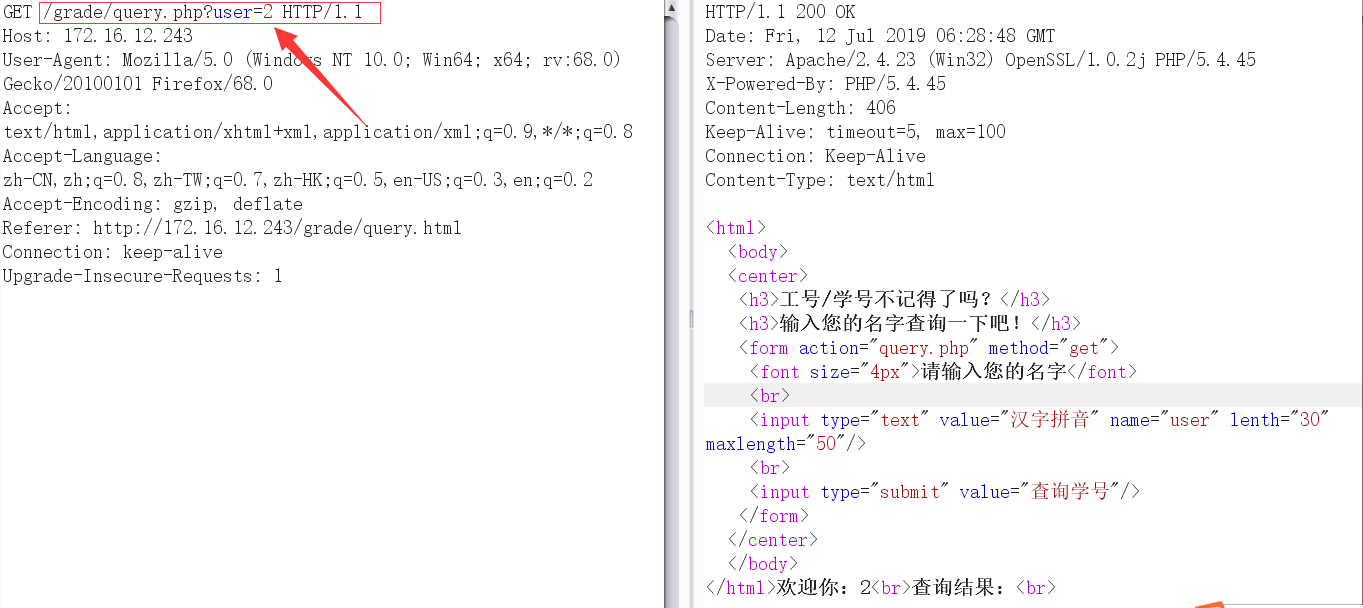 GET /grade/query.php?user=2 HTTP/1.1
Host: 172.16.12.243
User-Agent: Mozilla/5.0 (Windows NT 10.0; Win64; x64; rv:68.0)
Gecko/20100101 Firefox/68.0
Accept:
text/html,application/xhtml+xml,application/xml;q=0.9,*/*;q=0.8
Accept-Language:
zh-CN,zh;q=0.8,zh-TW;q=0.7,zh-HK;q=0.5,en-US;q=0.3,en;q=0.2
Accept-Encoding: gzip, deflate
Referer: http://172.16.12.243/grade/query.html
Connection: keep-alive
Upgrade-Insecure-Requests: 1
HTTP/1.1 200 OK
Date: Fri, 12 Jul 2019 06:28:48 GMT
Server: Apache/2.4.23 (Win32) OpenSSL/1.0.2j PHP/5.4.45
X-Powered-By: PHP/5.4.45
Content-Length: 406
Keep-Alive: timeout=5, max=100
Connection: Keep-Alive
Content-Type: text/html
<html>
<body>
<center>
<h3>工号/学号不记得了吗？</h3>
<h3>输入您的名字查询一下吧！</h3>
<form action="query.php" method="get">
<font size="4px">请输入您的名字</font>
<br>
<input type="text" value="汉字拼音" name="user" lenth="30"
maxlength="50"/>
<br>
<input type="submit" value="查询学号"/>
</form>
</center>
</body>
</html>欢迎你：2<br>查询结果：<br>